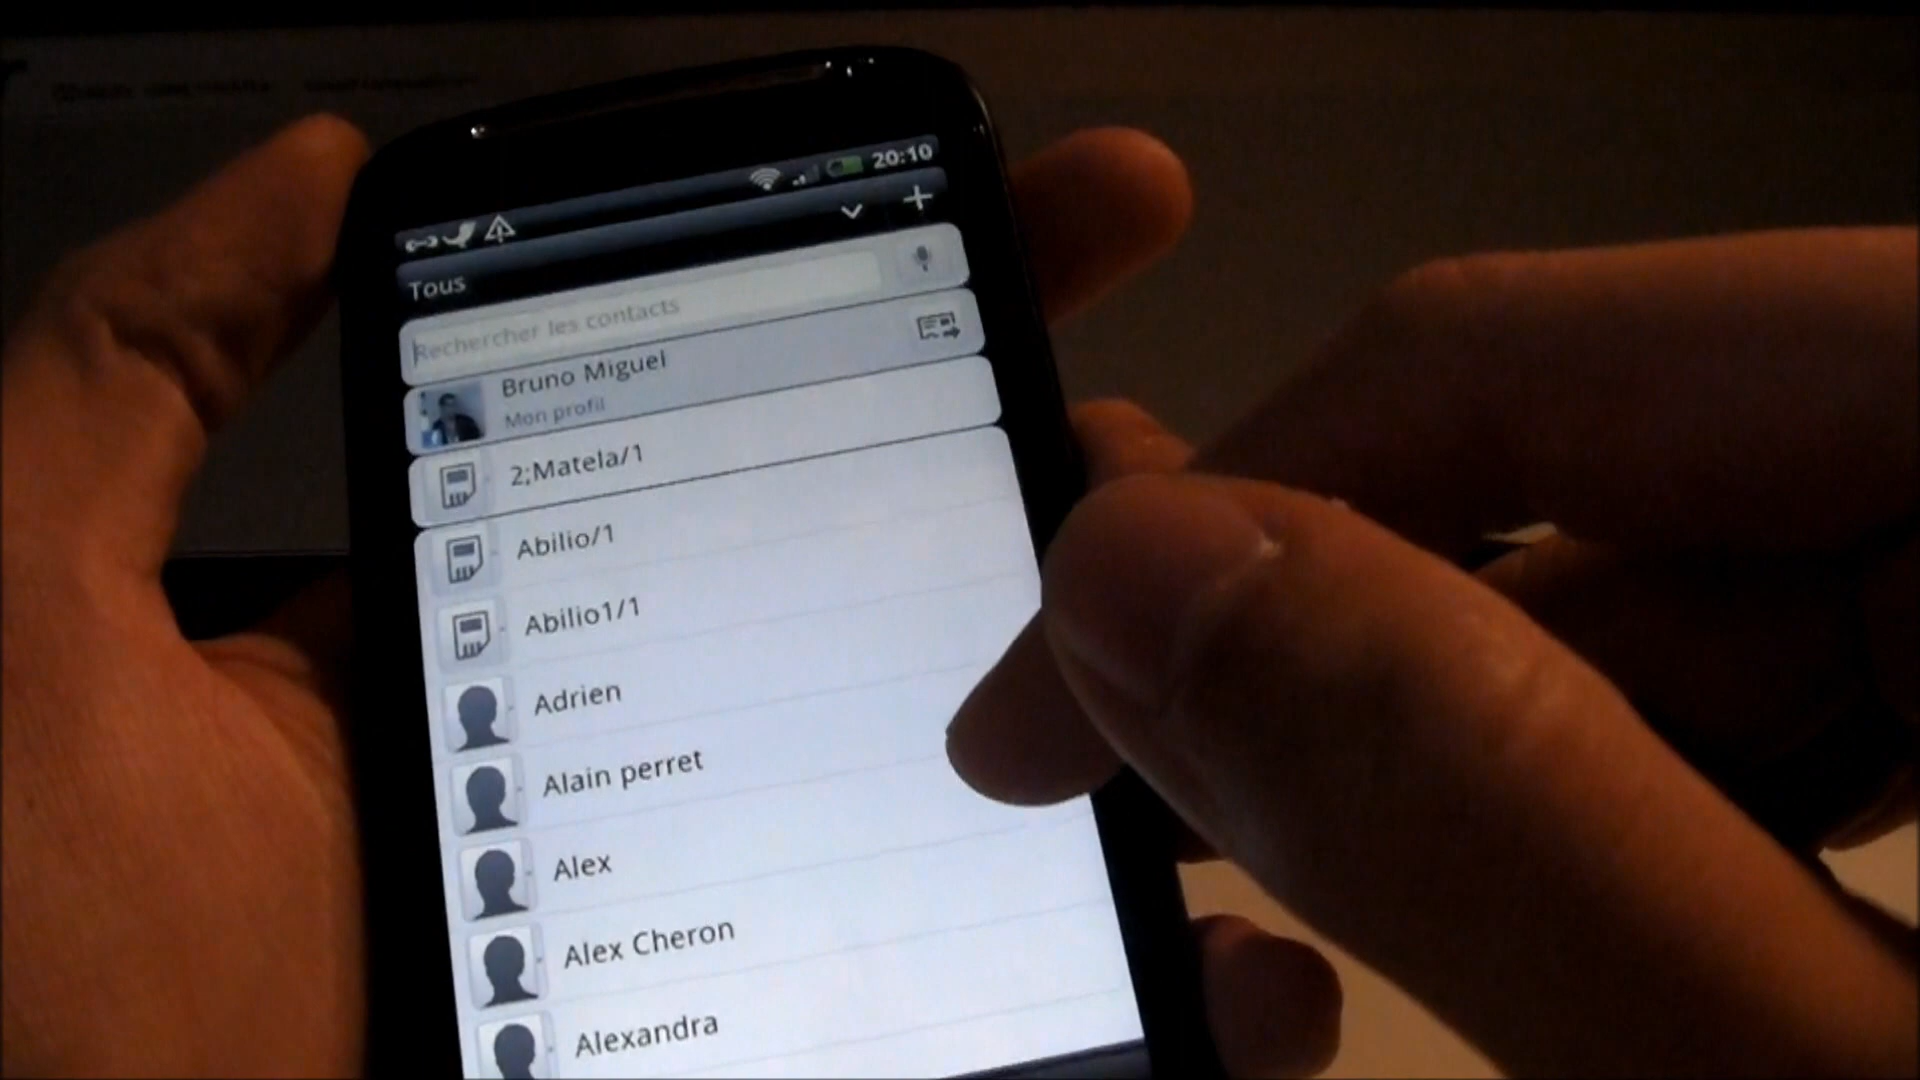 20:10
Tous
Rechercher les contacts
Bruno Miguel
Mon profil
2;Matela/1
Abilio/1
Abilio1/1
Adrien
Alain perret
Alex
Alex Cheron
Alexandra